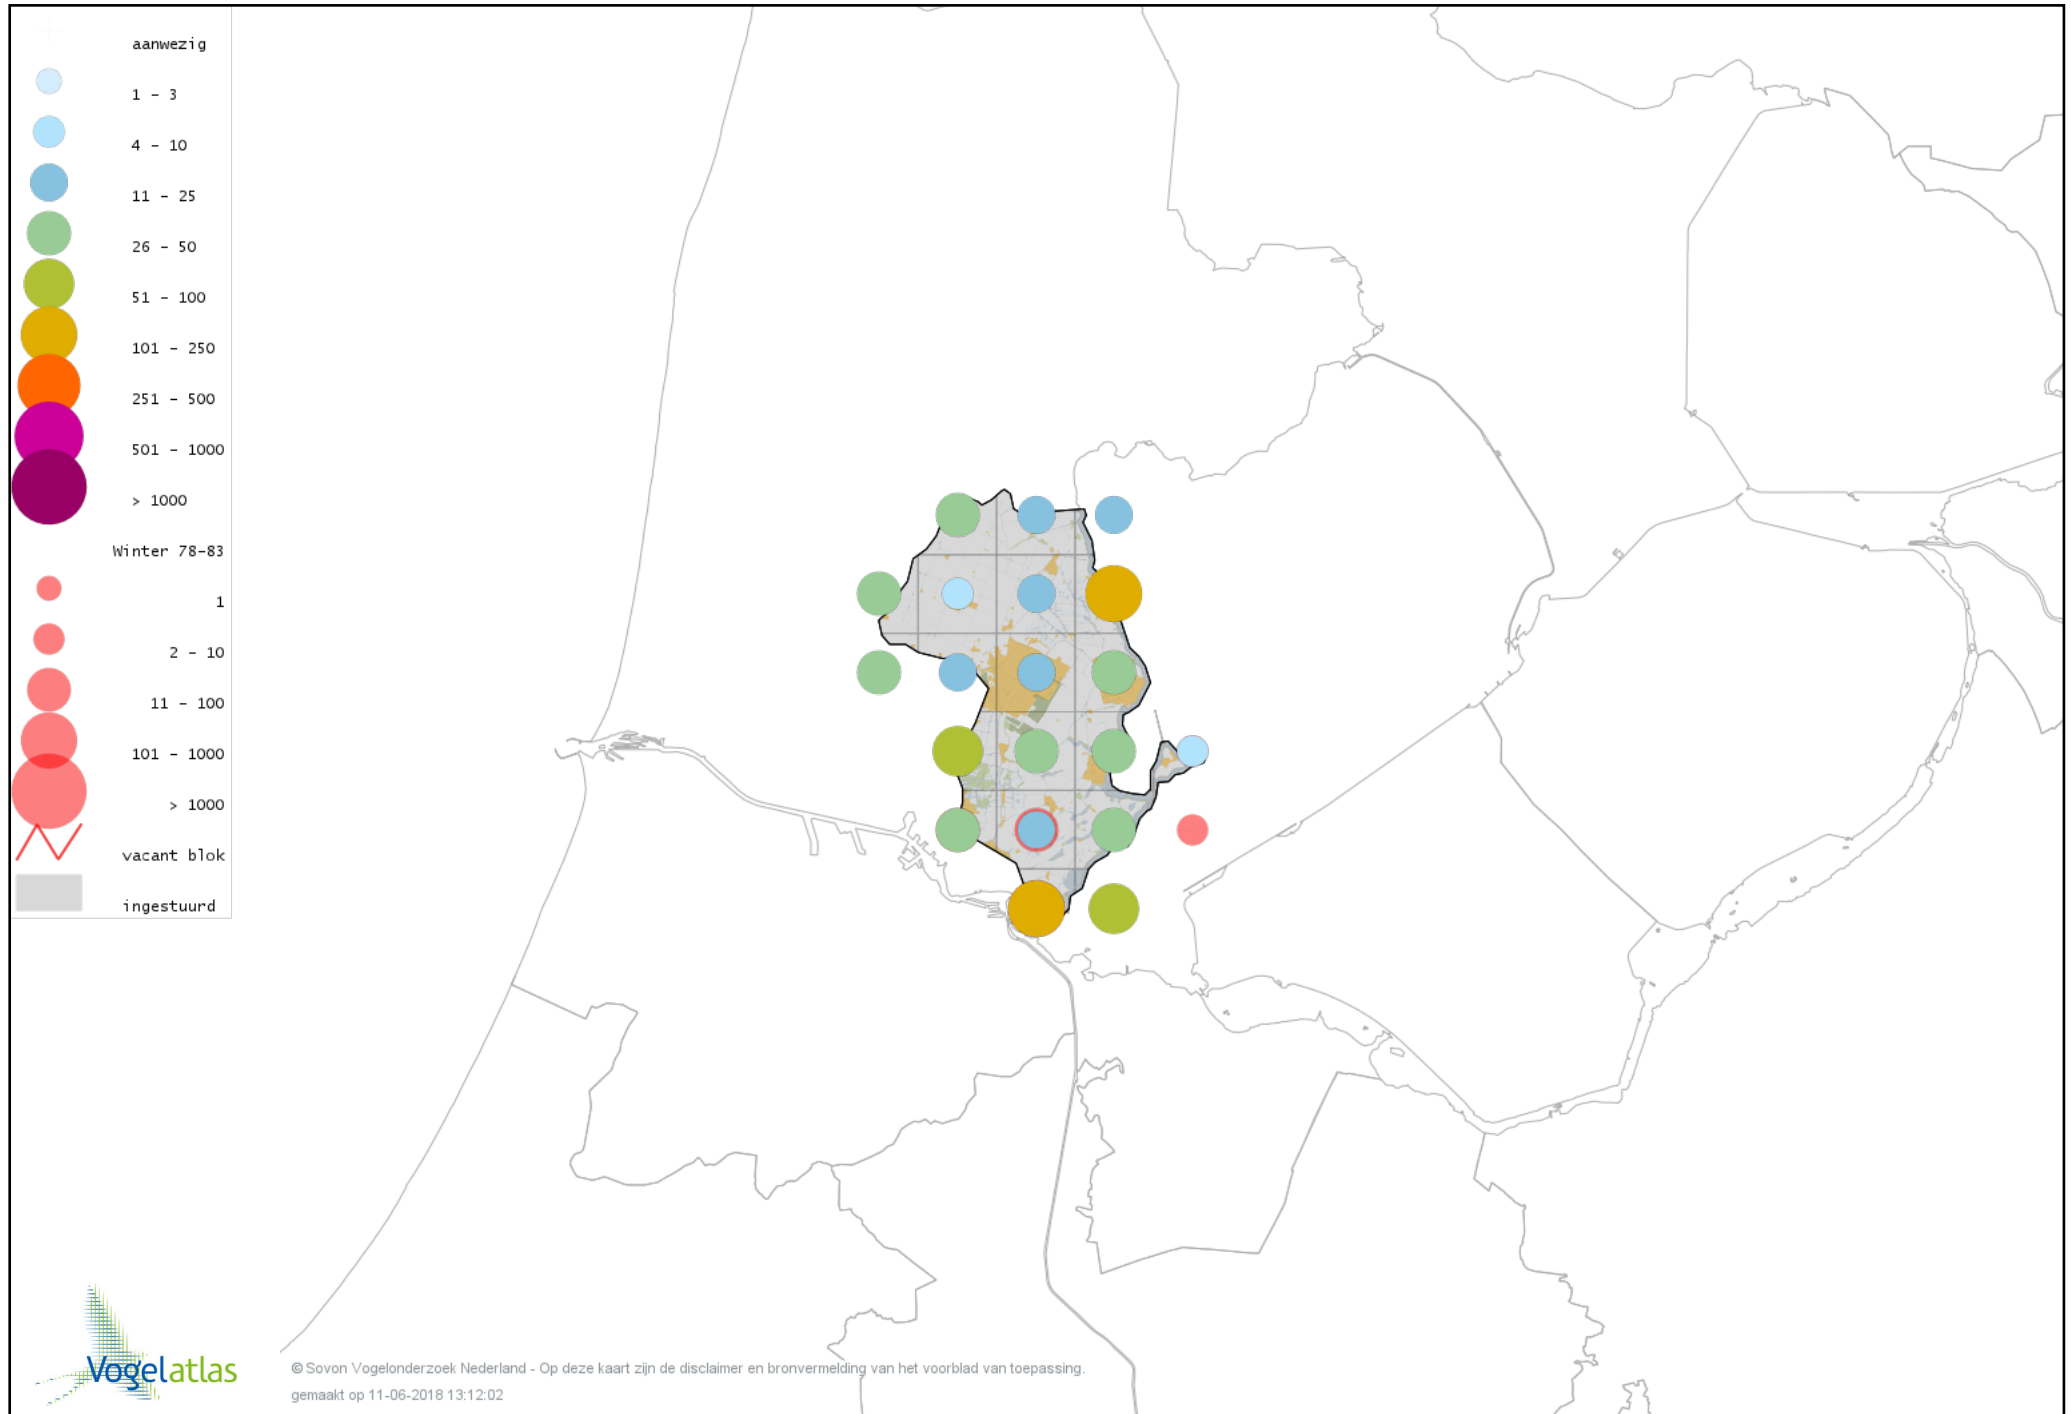 aanwezig
1 - 3
4 - 10
11 - 25
26 - 50
51 - 100
101 - 250
251 - 500
501 - 1000
> 1000
Winter 78-83
1
2 - 10
11 - 100
101 - 1000
> 1000
vacant blok
ingestuurd
Vogelatlas
© Sovon Vogelonderzoek Nederland - Op deze kaart zijn de disclaimer en bronvermelding van het voorblad van toepassing.
gemaakt op 11-06-2018 13:12:02